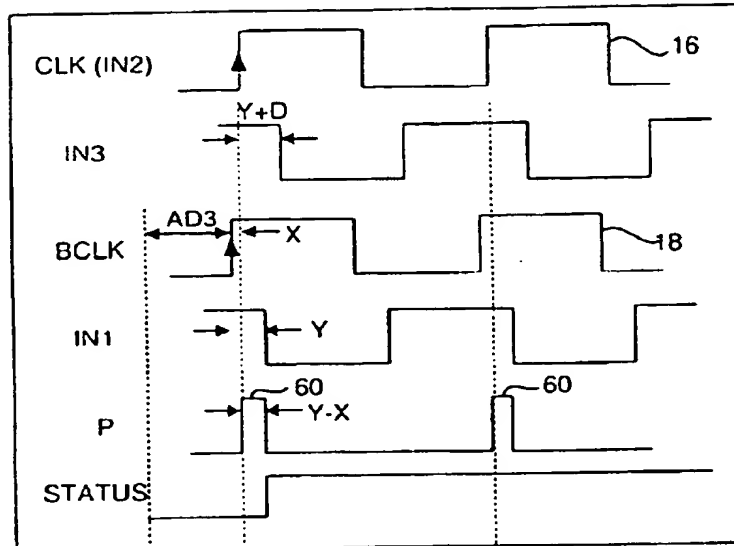 CLK (IN2)
16
Y+D
IN3
AD3
X
BCLK
18
IN1
Y
60
60
P
Y-X
STATUS